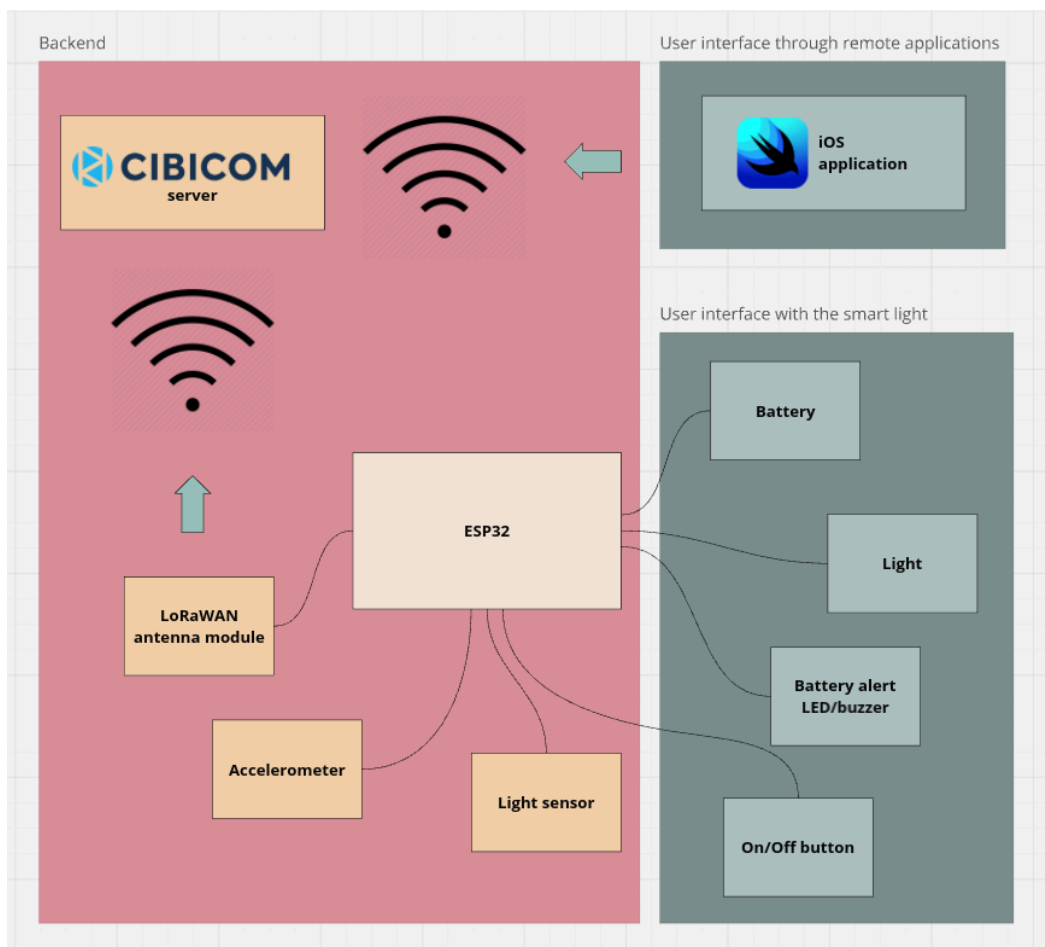 Backend
User interface through remote applications
CIBICOM
server
iOS
application
User interface with the smart light
Battery
ESP32
Light
LoRaWAN
antenna module
Battery alert
LED/buzzer
Accelerometer
Light sensor
On/Off button